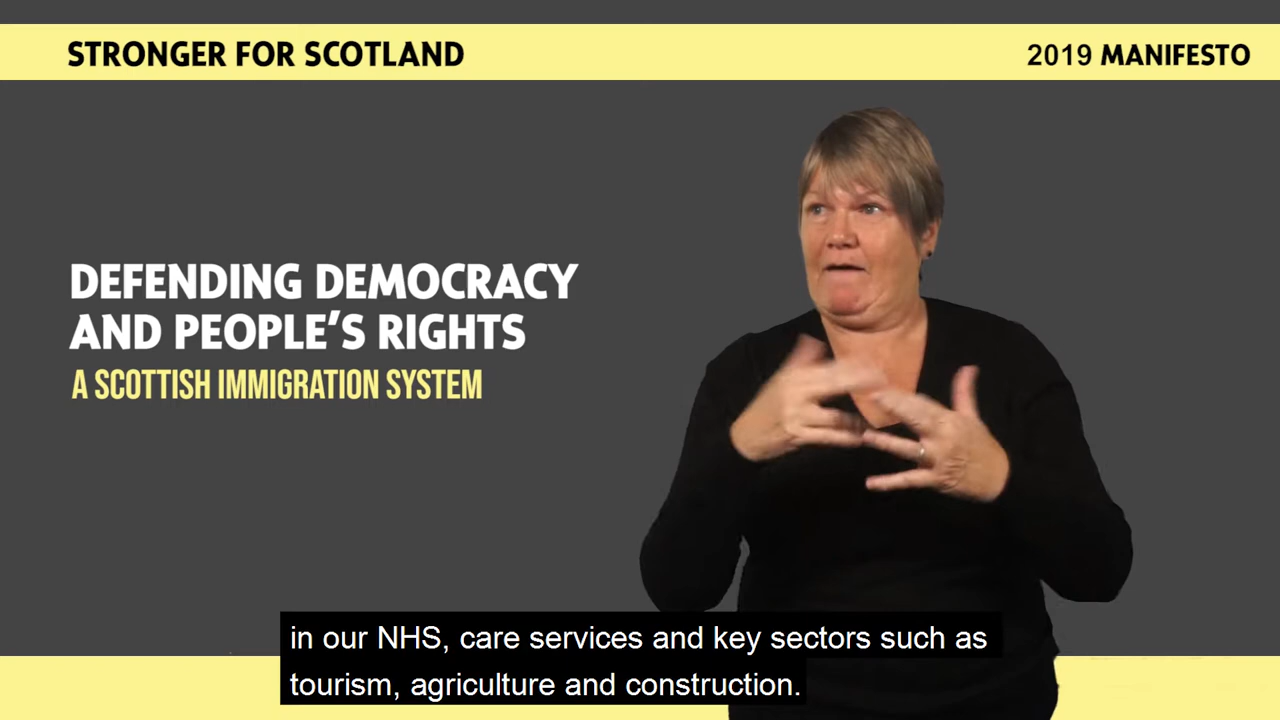 STRONGER FOR SCOTLAND
2019 MANIFESTO
DEFENDING DEMOCRACY
AND PEOPLE'S RIGHTS
A SCOTTISH IMMIGRATION SYSTEM
in our NHS, care services and key sectors such as
tourism, agriculture and construction.